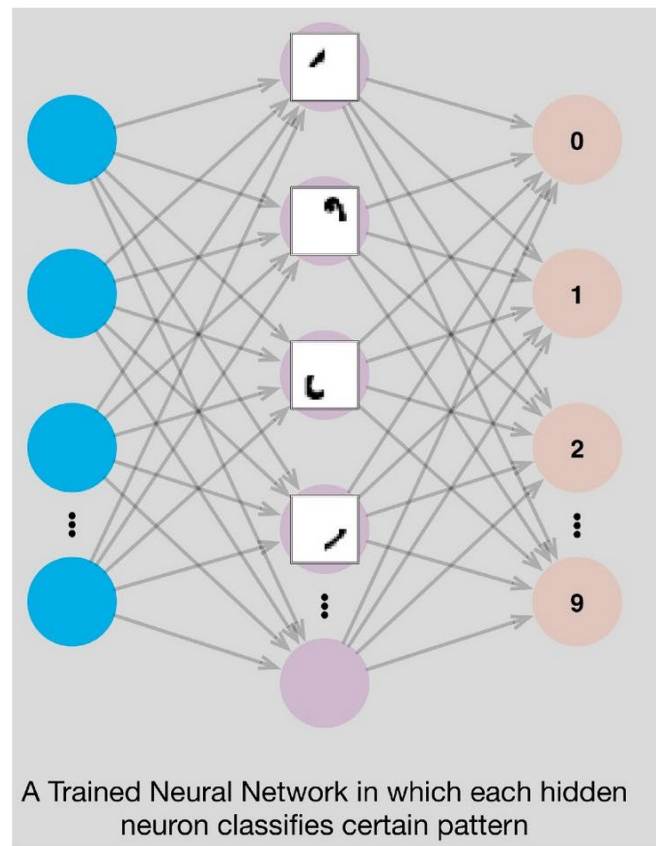 0
1
2
9
A Trained Neural Network in which each hidden
neuron classifies certain pattern